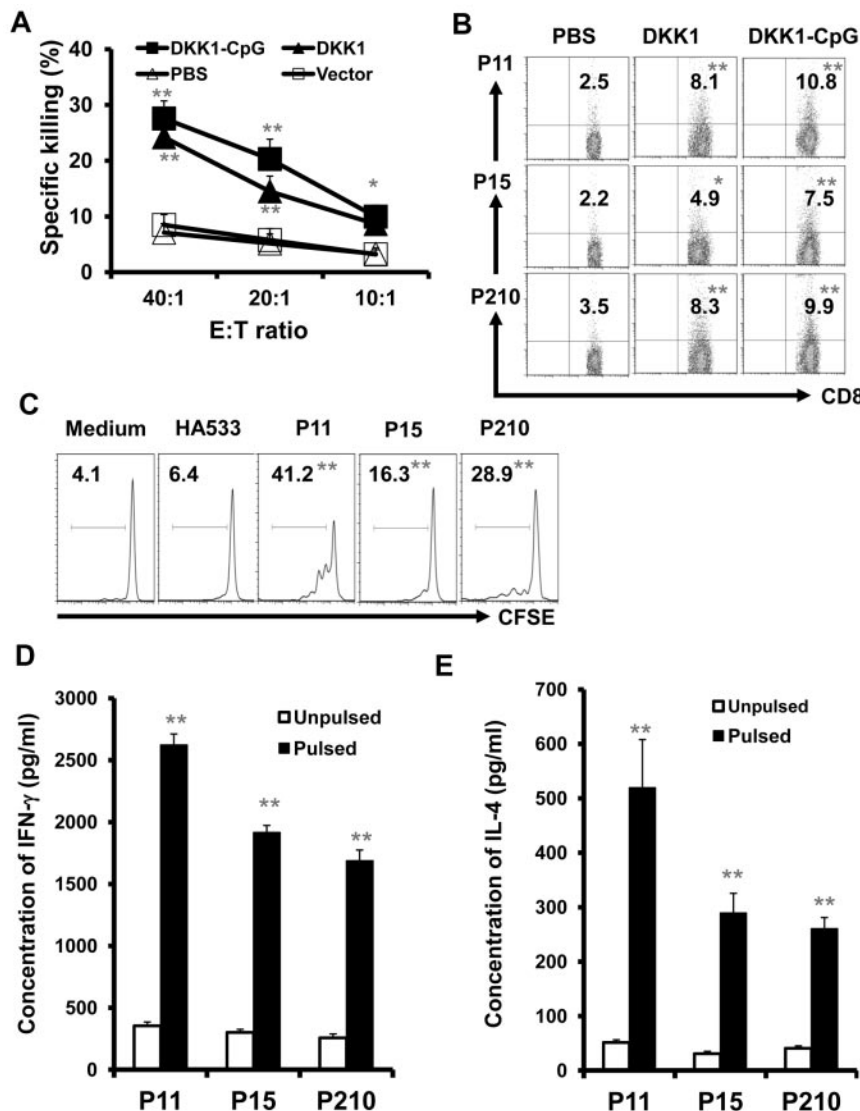 A
Specific killing (%)
40
30
20
10
0
DKK1-CpG DKK1
PBS Vector
** ** *
** **
40:1 20:1 10:1
E:T ratio
B
PBS DKK1 DKK1-CpG
P11 2.5 8.1 ** 10.8 **
P15 2.2 4.9 * 7.5 **
P210 3.5 8.3 ** 9.9 **
CD8
C
Medium HA533 P11 P15 P210
4.1 6.4 41.2 ** 16.3 ** 28.9 **
CFSE
D
Concentration of IFN-γ (pg/ml)
3000
2500
2000
1500
1000
500
0
Unpulsed
Pulsed
** ** **
P11 P15 P210
E
Concentration of IL-4 (pg/ml)
700
600
500
400
300
200
100
0
Unpulsed
Pulsed
** ** **
P11 P15 P210